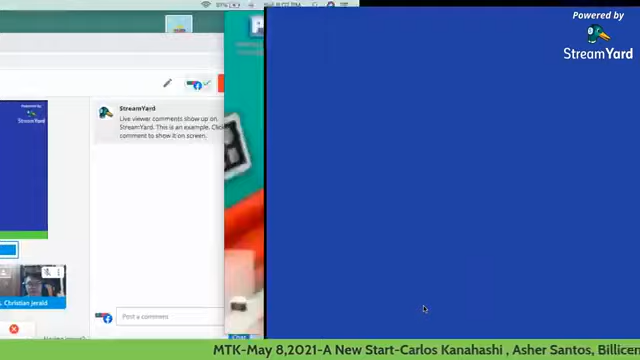 Powered by
StreamYard
StreamYard
Live viewer comments show up on
StreamYard. This is an example. Click
comment to show it on screen.
Post a comment
Christian Jeraid
MTK-May 8,2021-A New Start-Carlos Kanahashi , Asher Santos, Billicen